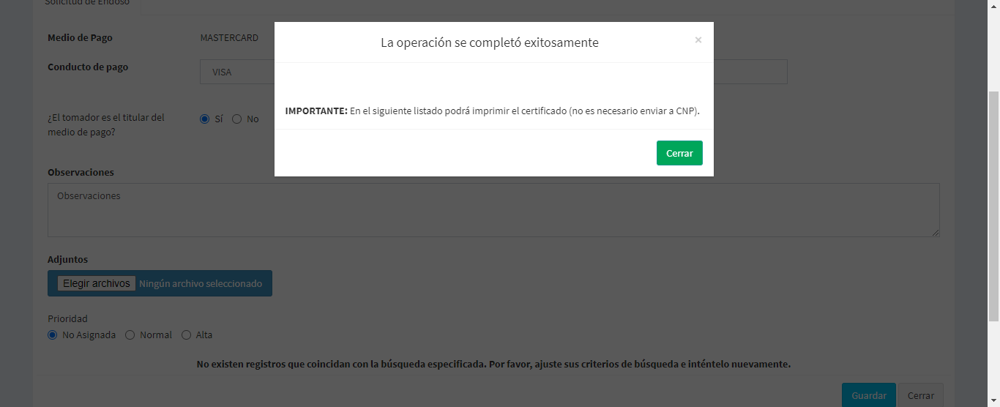 Solicitud de Endoso
La operación se completó exitosamente
×
Medio de Pago MASTERCARD
Conducto de pago VISA
IMPORTANTE: En el siguiente listado podrá imprimir el certificado (no es necesario enviar a CNP).
¿El tomador es el titular del
medio de pago?
Sí No
Cerrar
Observaciones
Observaciones
Adjuntos
Elegir archivos Ningún archivo seleccionado
Prioridad
No Asignada Normal Alta
No existen registros que coincidan con la búsqueda especificada. Por favor, ajuste sus criterios de búsqueda e inténtelo nuevamente.
Guardar Cerrar